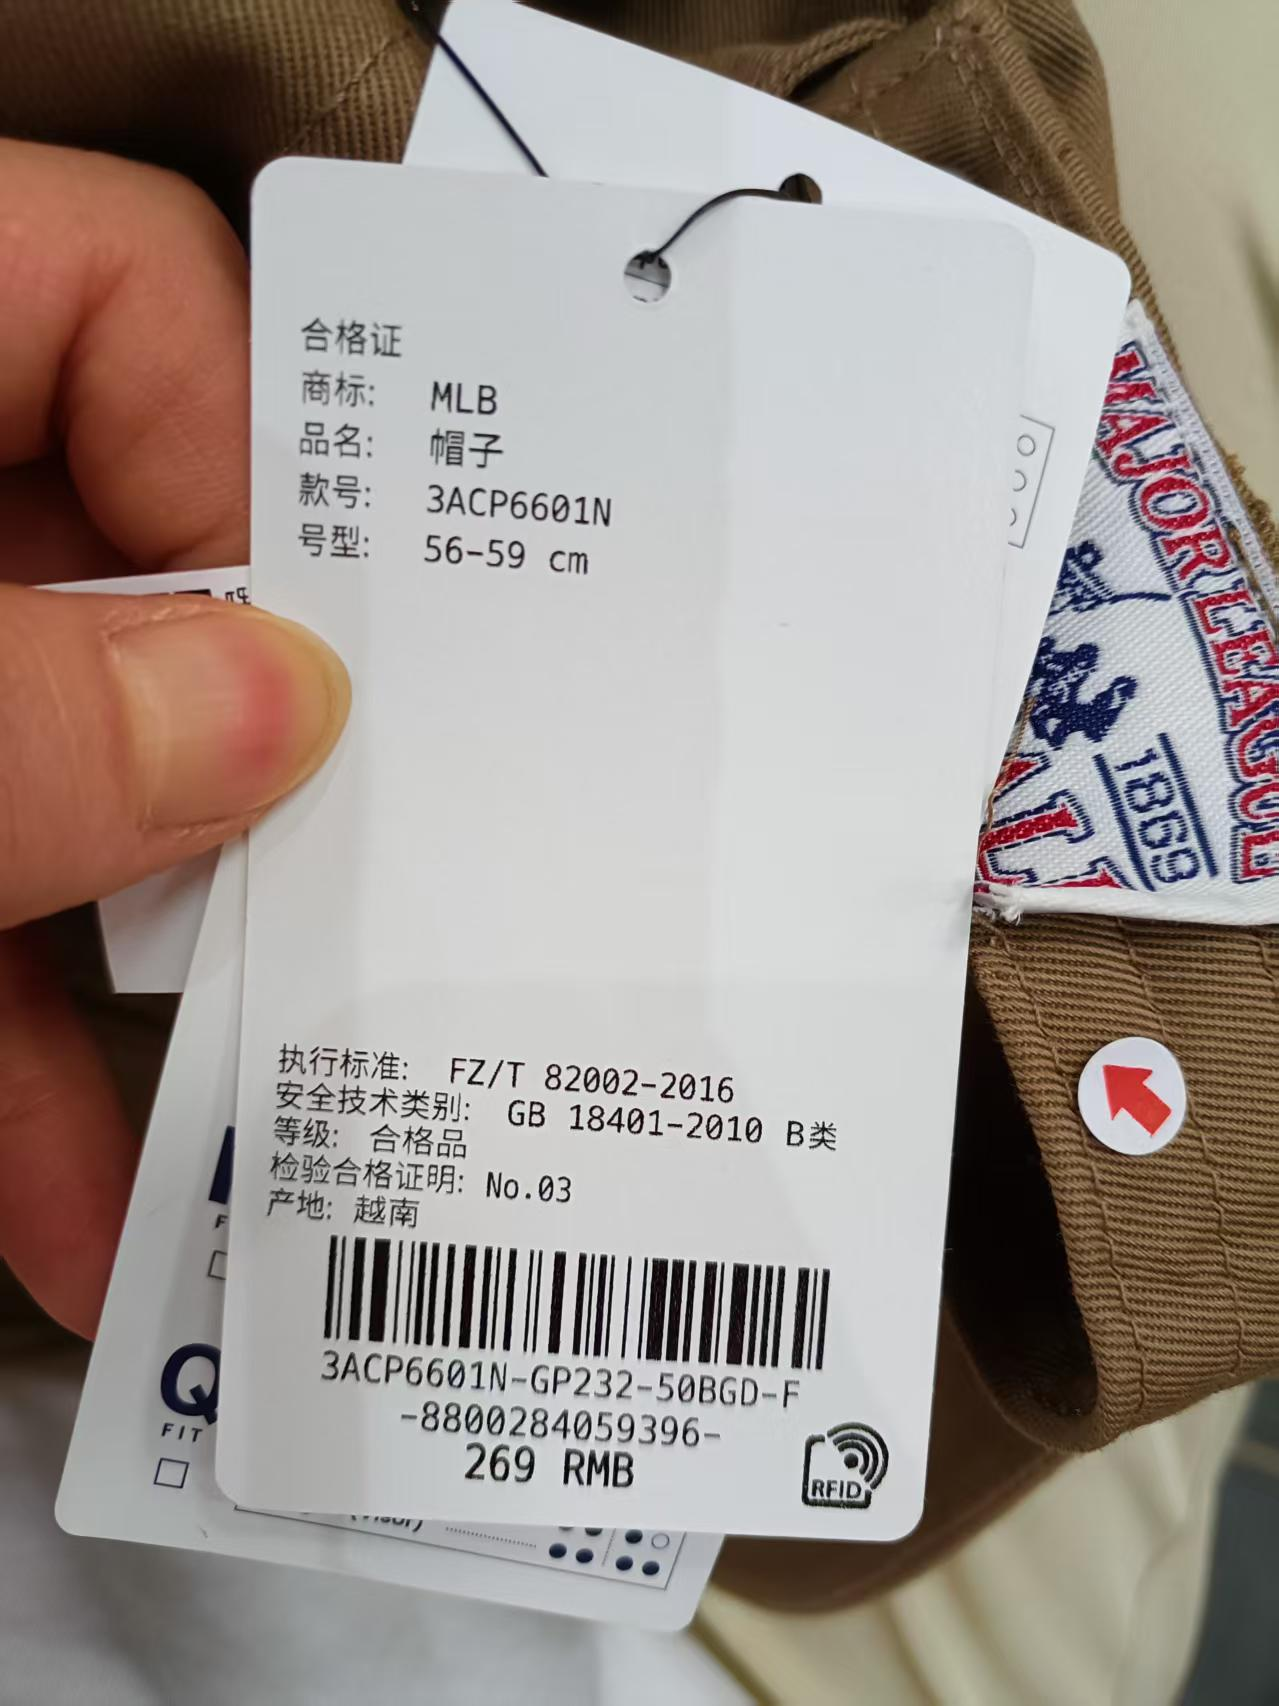 合格证
商标: MLB
品名: 帽子
款号: 3ACP6601N
号型: 56-59 cm
执行标准: FZ/T 82002-2016
安全技术类别: GB 18401-2010 B类
等级: 合格品
检验合格证明: No.03
产地: 越南
3ACP6601N-GP232-50BGD-F
-8800284059396-
269 RMB
RFID
MAJOR LEAGUE
1869
Q
FIT